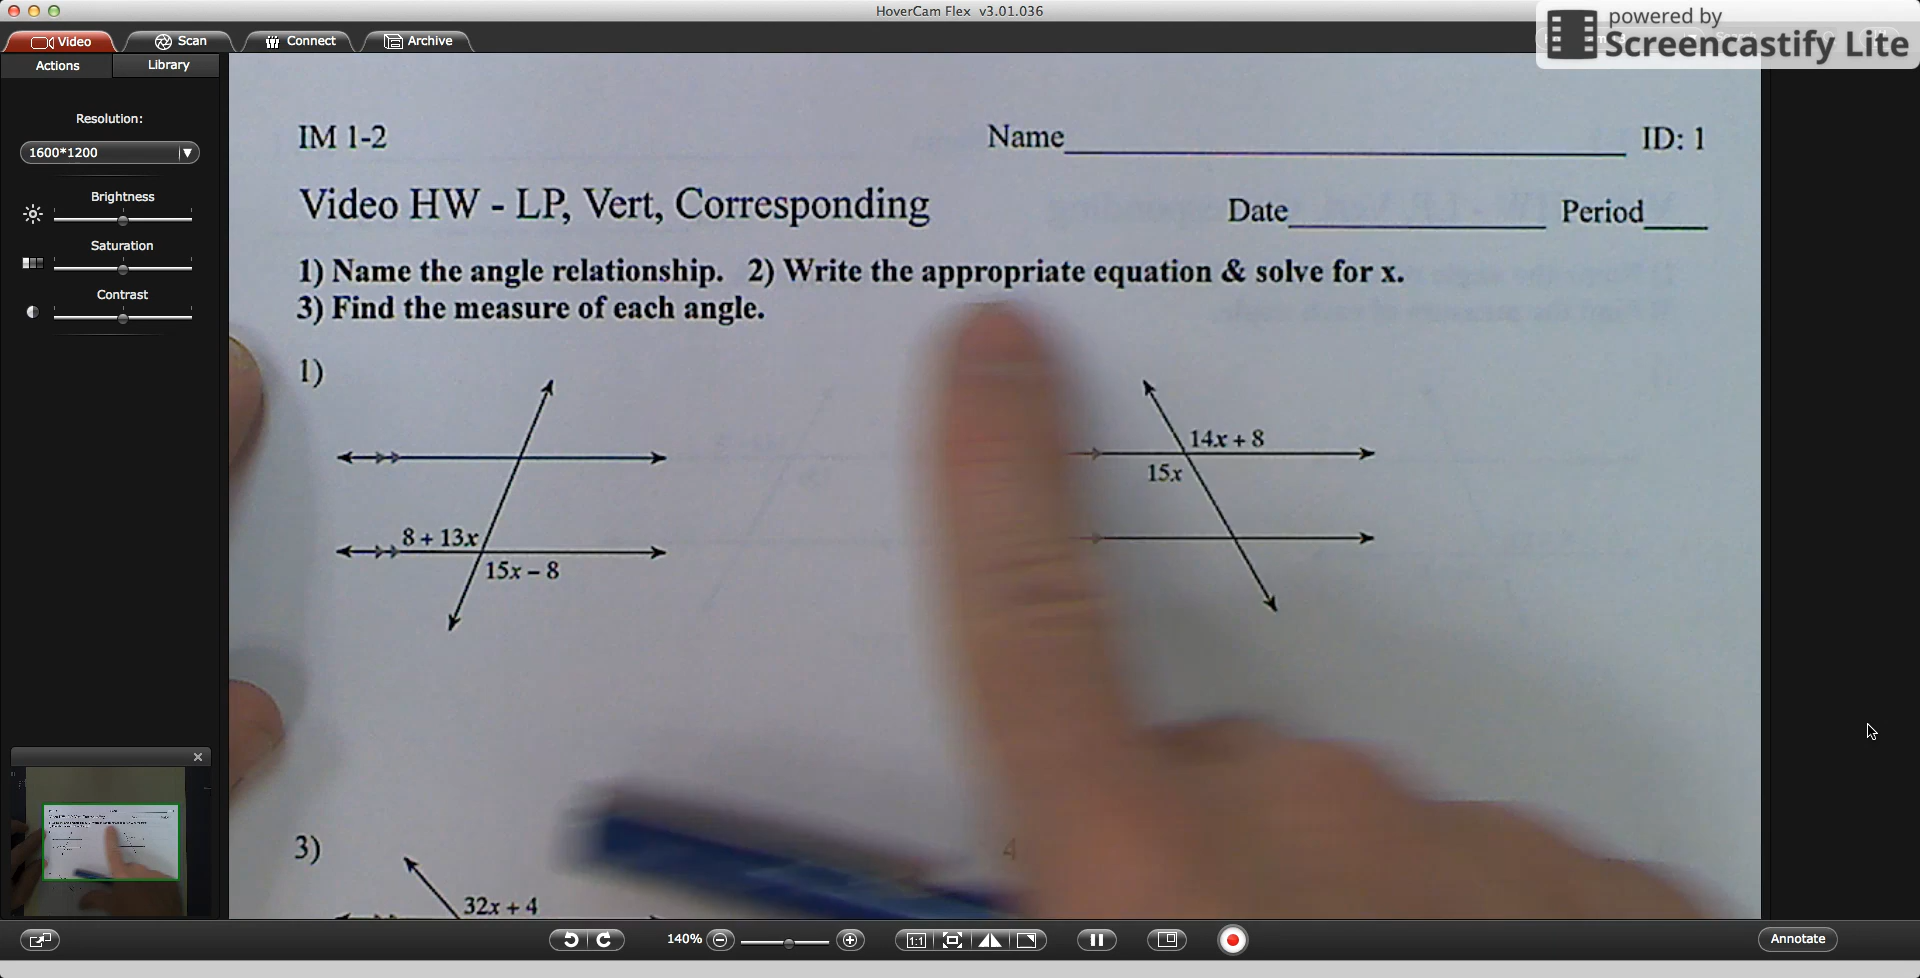 HoverCam Flex v3.01.036
powered by
Screencastify Lite
Video
Scan
Connect
Archive
Actions
Library
Resolution:
1600*1200
Brightness
Saturation
Contrast
IM 1-2
Name
ID: 1
Video HW - LP, Vert, Corresponding
Date
Period
1) Name the angle relationship. 2) Write the appropriate equation & solve for x.
3) Find the measure of each angle.
1)
14x + 8
15x
8 + 13x
15x – 8
3)
4
32x + 4
140%
1:1
Annotate